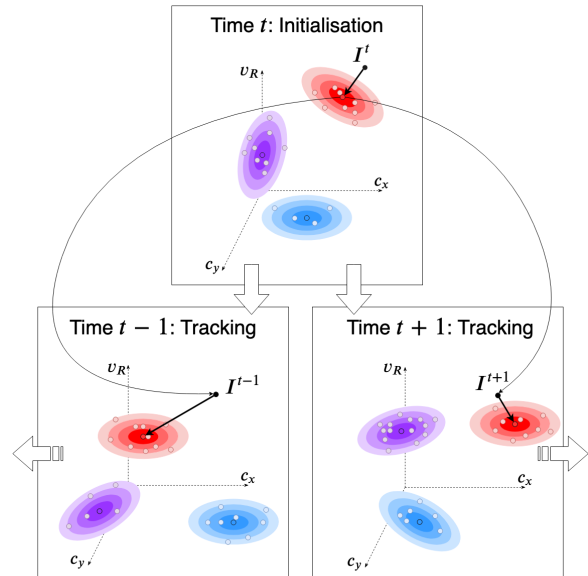 Time t: Initialisation
I^t
v_R
c_x
c_y
Time t − 1: Tracking
v_R
I^{t−1}
c_x
c_y
Time t + 1: Tracking
v_R
I^{t+1}
c_x
c_y